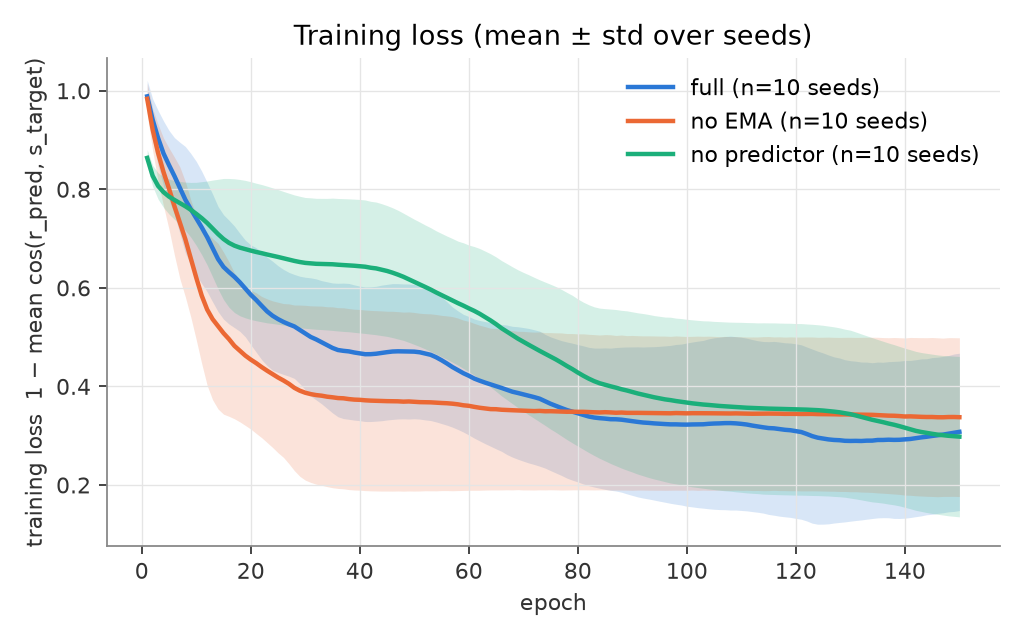 Training loss (mean ± std over seeds)
training loss  1 − mean cos(r_pred, s_target)
1.0
0.8
0.6
0.4
0.2
full (n=10 seeds)
no EMA (n=10 seeds)
no predictor (n=10 seeds)
0 20 40 60 80 100 120 140
epoch